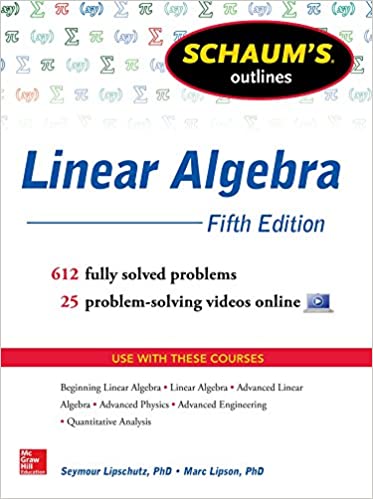 SCHAUM'S
outlines
Linear Algebra
Fifth Edition
612 fully solved problems
25 problem-solving videos online
USE WITH THESE COURSES
Beginning Linear Algebra • Linear Algebra • Advanced Linear
Algebra • Advanced Physics • Advanced Engineering
• Quantitative Analysis
Mc
Graw
Hill
Education
Seymour Lipschutz, PhD • Marc Lipson, PhD